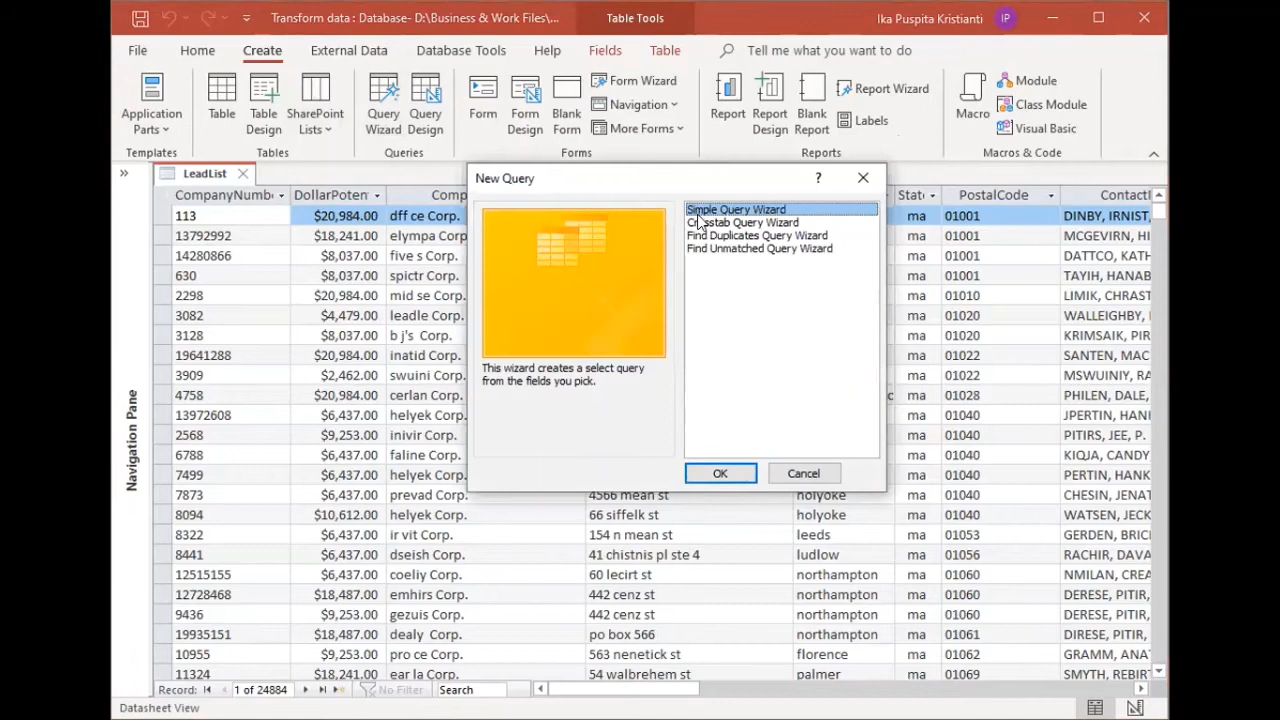 Transform data : Database- D:\Business & Work Files\... Table Tools Ika Puspita Kristianti IP
File Home Create External Data Database Tools Help Fields Table Tell me what you want to do
Application Parts Table Table Design SharePoint Lists Query Wizard Query Design Form Form Design Blank Form Form Wizard Navigation More Forms Report Report Design Blank Report Report Wizard Labels Macro Module Class Module Visual Basic
Templates Tables Queries Forms Reports Macros & Code
LeadList
CompanyNumb DollarPoten Comp Stat PostalCode ContactI
113 $20,984.00 dff ce Corp. ma 01001 DINBY, IRNIST,
13792992 $18,241.00 elympa Corp. ma 01001 MCGEVIRN, HI
14280866 $8,037.00 five s Corp. ma 01001 DATTCO, KATH
630 $8,037.00 spictr Corp. ma 01001 TAYIH, HANAB
2298 $20,984.00 mid se Corp. ma 01010 LIMIK, CHRAST
3082 $4,479.00 leadle Corp. ma 01020 WALLEIGHBY,
3128 $8,037.00 b j's Corp. ma 01020 KRIMSAIK, PIR
19641288 $20,984.00 inatid Corp. ma 01022 SANTEN, MAC
3909 $2,462.00 swuini Corp. ma 01022 MSWUINIY, RA
4758 $20,984.00 cerlan Corp. ma 01028 PHILEN, DALE,
13972608 $6,437.00 helyek Corp. ma 01040 JPERTIN, HANI
2568 $9,253.00 inivir Corp. ma 01040 PITIRS, JEE, P.
6788 $6,437.00 faline Corp. ma 01040 KIQJA, CANDY
7499 $6,437.00 helyek Corp. ma 01040 PERTIN, HANK
7873 $6,437.00 prevad Corp. 4566 mean st holyoke ma 01040 CHESIN, JENAT
8094 $10,612.00 helyek Corp. 66 siffelk st holyoke ma 01040 WATSEN, JECK
8322 $6,437.00 ir vit Corp. 154 n mean st leeds ma 01053 GERDEN, BRIC
8441 $6,437.00 dseish Corp. 41 chistnis pl ste 4 ludlow ma 01056 RACHIR, DAVA
12515155 $6,437.00 coeliy Corp. 60 lecirt st northampton ma 01060 NMILAN, CREA
12728468 $18,487.00 emhirs Corp. 442 cenz st northampton ma 01060 DERESE, PITIR,
9436 $9,253.00 gezuis Corp. 442 cenz st northampton ma 01060 DERESE, PITIR,
19935151 $18,487.00 dealy Corp. po box 566 northampton ma 01061 DIRESE, PITIR,
10955 $9,253.00 pro ce Corp. 563 nenetick st florence ma 01062 GRAMM, ANA
11324 $18,241.00 ear la Corp. 54 walbrehem st palmer ma 01069 SMYTH, REBIR
New Query
Simple Query Wizard
Crosstab Query Wizard
Find Duplicates Query Wizard
Find Unmatched Query Wizard
This wizard creates a select query
from the fields you pick.
OK Cancel
Navigation Pane
Record: 1 of 24884 No Filter Search
Datasheet View